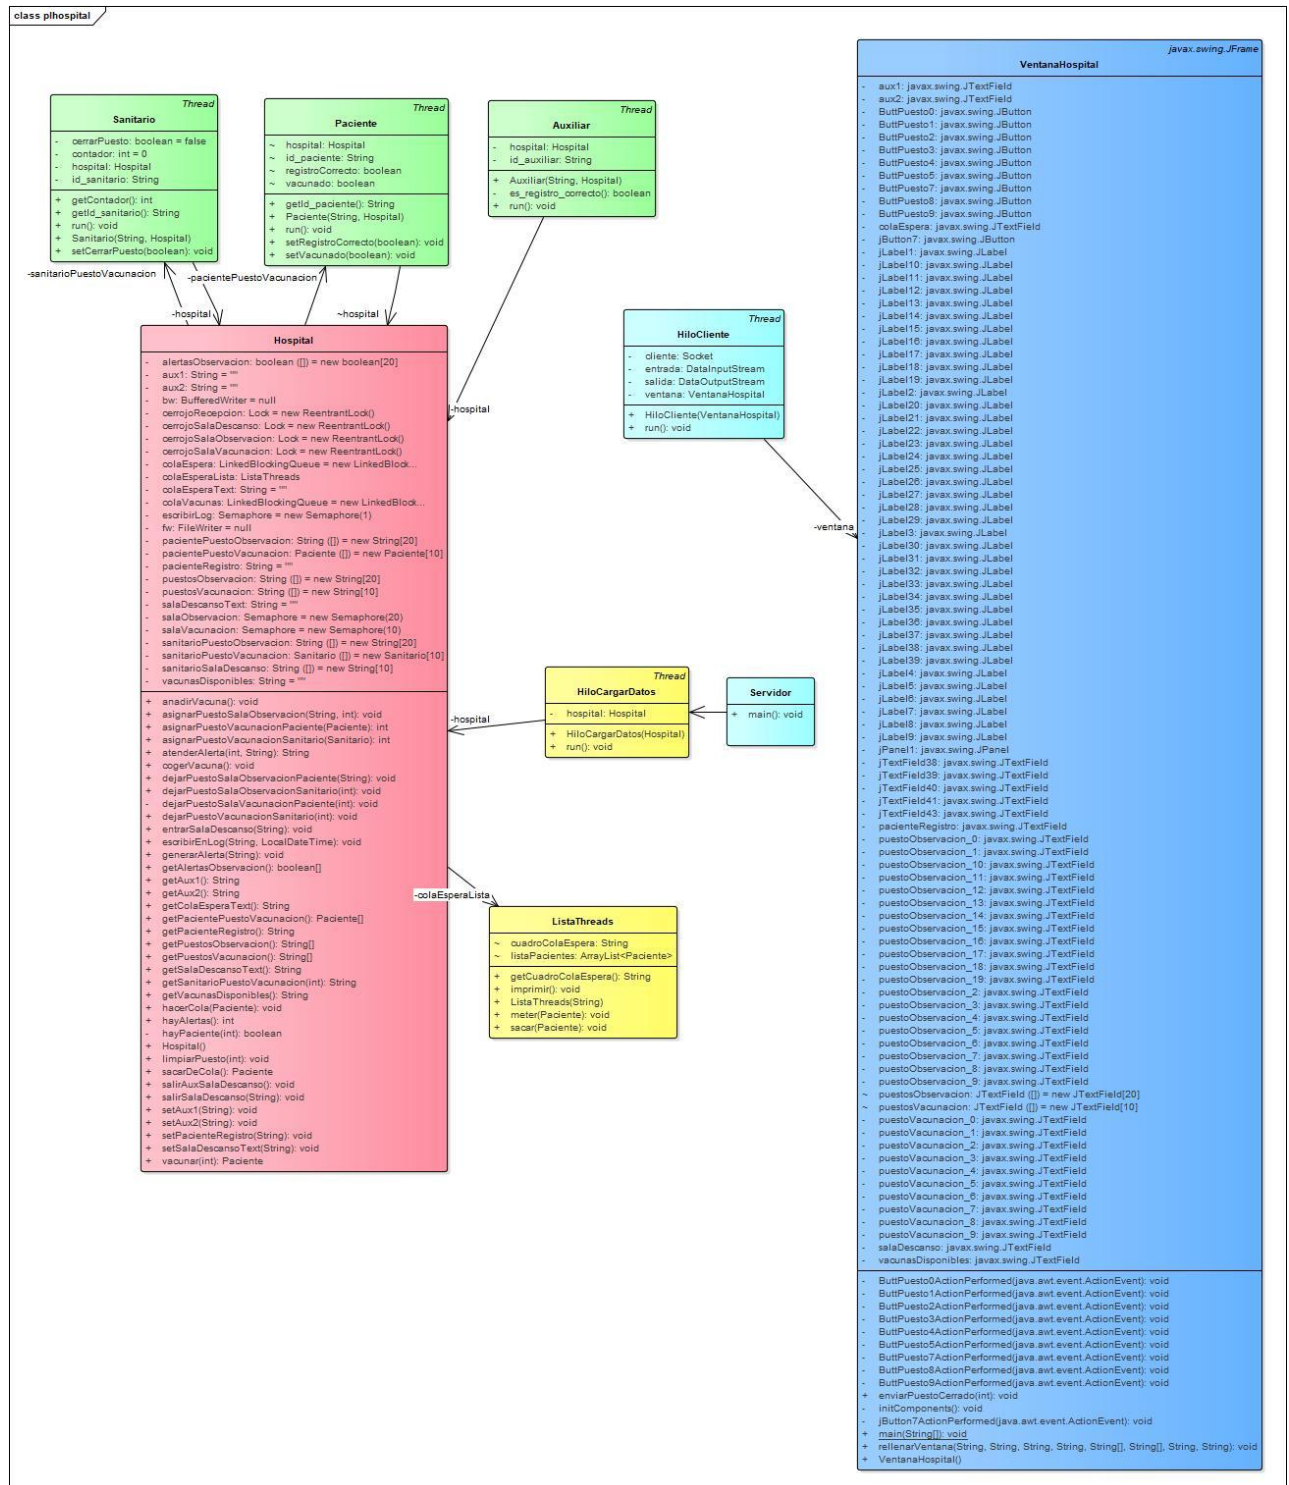 class plhospital
Thread
Sanitario
- cerrarPuesto: boolean = false
- contador: int = 0
- hospital: Hospital
- id_sanitario: String
+ getContador(): int
+ getId_sanitario(): String
+ run(): void
+ Sanitario(String, Hospital)
+ setCerrarPuesto(boolean): void
Thread
Paciente
~ hospital: Hospital
~ id_paciente: String
~ registroCorrecto: boolean
~ vacunado: boolean
+ getId_paciente(): String
+ Paciente(String, Hospital)
+ run(): void
+ setRegistroCorrecto(boolean): void
+ setVacunado(boolean): void
Thread
Auxiliar
- hospital: Hospital
- id_auxiliar: String
+ Auxiliar(String, Hospital)
- es_registro_correcto(): boolean
+ run(): void
-sanitarioPuestoVacunacion
-pacientePuestoVacunacion
-hospital
~hospital
-hospital
Hospital
- alertasObservacion: boolean ([]) = new boolean[20]
- aux1: String = ""
- aux2: String = ""
- bw: BufferedWriter = null
- cerrojoRecepcion: Lock = new ReentrantLock()
- cerrojoSalaDescanso: Lock = new ReentrantLock()
- cerrojoSalaObservacion: Lock = new ReentrantLock()
- cerrojoSalaVacunacion: Lock = new ReentrantLock()
- colaEspera: LinkedBlockingQueue = new LinkedBlock...
- colaEsperaLista: ListaThreads
- colaEsperaText: String = ""
- colaVacunas: LinkedBlockingQueue = new LinkedBlock...
- escribirLog: Semaphore = new Semaphore(1)
- fw: FileWriter = null
- pacientePuestoObservacion: String ([]) = new String[20]
- pacientePuestoVacunacion: Paciente ([]) = new Paciente[10]
- pacienteRegistro: String = ""
- puestosObservacion: String ([]) = new String[20]
- puestosVacunacion: String ([]) = new String[10]
- salaDescansoText: String = ""
- salaObservacion: Semaphore = new Semaphore(20)
- salaVacunacion: Semaphore = new Semaphore(10)
- sanitarioPuestoObservacion: String ([]) = new String[20]
- sanitarioPuestoVacunacion: Sanitario ([]) = new Sanitario[10]
- sanitarioSalaDescanso: String ([]) = new String[10]
- vacunasDisponibles: String = ""
+ anadirVacuna(): void
+ asignarPuestoSalaObservacion(String, int): void
+ asignarPuestoVacunacionPaciente(Paciente): int
+ asignarPuestoVacunacionSanitario(Sanitario): int
+ atenderAlerta(int, String): String
+ cogerVacuna(): void
+ dejarPuestoSalaObservacionPaciente(String): void
+ dejarPuestoSalaObservacionSanitario(int): void
- dejarPuestoSalaVacunacionPaciente(int): void
+ dejarPuestoVacunacionSanitario(int): void
+ entrarSalaDescanso(String): void
+ escribirEnLog(String, LocalDateTime): void
+ generarAlerta(String): void
+ getAlertasObservacion(): boolean[]
+ getAux1(): String
+ getAux2(): String
+ getColaEsperaText(): String
+ getPacientePuestoVacunacion(): Paciente[]
+ getPacienteRegistro(): String
+ getPuestosObservacion(): String[]
+ getPuestosVacunacion(): String[]
+ getSalaDescansoText(): String
+ getSanitarioPuestoVacunacion(int): String
+ getVacunasDisponibles(): String
+ hacerCola(Paciente): void
+ hayAlertas(): int
- hayPaciente(int): boolean
+ Hospital()
+ limpiarPuesto(int): void
+ sacarDeCola(): Paciente
+ salirAuxSalaDescanso(): void
+ salirSalaDescanso(String): void
+ setAux1(String): void
+ setAux2(String): void
+ setPacienteRegistro(String): void
+ setSalaDescansoText(String): void
+ vacunar(int): Paciente
Thread
HiloCliente
- cliente: Socket
- entrada: DataInputStream
- salida: DataOutputStream
- ventana: VentanaHospital
+ HiloCliente(VentanaHospital)
+ run(): void
-ventana
Thread
HiloCargarDatos
- hospital: Hospital
+ HiloCargarDatos(Hospital)
+ run(): void
-hospital
Servidor
+ main(): void
-colaEsperaLista
ListaThreads
~ cuadroColaEspera: String
~ listaPacientes: ArrayList<Paciente>
+ getCuadroColaEspera(): String
+ imprimir(): void
+ ListaThreads(String)
+ meter(Paciente): void
+ sacar(Paciente): void
javax.swing.JFrame
VentanaHospital
- aux1: javax.swing.JTextField
- aux2: javax.swing.JTextField
- ButtPuesto0: javax.swing.JButton
- ButtPuesto1: javax.swing.JButton
- ButtPuesto2: javax.swing.JButton
- ButtPuesto3: javax.swing.JButton
- ButtPuesto4: javax.swing.JButton
- ButtPuesto5: javax.swing.JButton
- ButtPuesto7: javax.swing.JButton
- ButtPuesto8: javax.swing.JButton
- ButtPuesto9: javax.swing.JButton
- colaEspera: javax.swing.JTextField
- jButton7: javax.swing.JButton
- jLabel1: javax.swing.JLabel
- jLabel10: javax.swing.JLabel
- jLabel11: javax.swing.JLabel
- jLabel12: javax.swing.JLabel
- jLabel13: javax.swing.JLabel
- jLabel14: javax.swing.JLabel
- jLabel15: javax.swing.JLabel
- jLabel16: javax.swing.JLabel
- jLabel17: javax.swing.JLabel
- jLabel18: javax.swing.JLabel
- jLabel19: javax.swing.JLabel
- jLabel2: javax.swing.JLabel
- jLabel20: javax.swing.JLabel
- jLabel21: javax.swing.JLabel
- jLabel22: javax.swing.JLabel
- jLabel23: javax.swing.JLabel
- jLabel24: javax.swing.JLabel
- jLabel25: javax.swing.JLabel
- jLabel26: javax.swing.JLabel
- jLabel27: javax.swing.JLabel
- jLabel28: javax.swing.JLabel
- jLabel29: javax.swing.JLabel
- jLabel3: javax.swing.JLabel
- jLabel30: javax.swing.JLabel
- jLabel31: javax.swing.JLabel
- jLabel32: javax.swing.JLabel
- jLabel33: javax.swing.JLabel
- jLabel34: javax.swing.JLabel
- jLabel35: javax.swing.JLabel
- jLabel36: javax.swing.JLabel
- jLabel37: javax.swing.JLabel
- jLabel38: javax.swing.JLabel
- jLabel39: javax.swing.JLabel
- jLabel4: javax.swing.JLabel
- jLabel5: javax.swing.JLabel
- jLabel6: javax.swing.JLabel
- jLabel7: javax.swing.JLabel
- jLabel8: javax.swing.JLabel
- jLabel9: javax.swing.JLabel
- jPanel1: javax.swing.JPanel
- jTextField38: javax.swing.JTextField
- jTextField39: javax.swing.JTextField
- jTextField40: javax.swing.JTextField
- jTextField41: javax.swing.JTextField
- jTextField43: javax.swing.JTextField
- pacienteRegistro: javax.swing.JTextField
- puestoObservacion_0: javax.swing.JTextField
- puestoObservacion_1: javax.swing.JTextField
- puestoObservacion_10: javax.swing.JTextField
- puestoObservacion_11: javax.swing.JTextField
- puestoObservacion_12: javax.swing.JTextField
- puestoObservacion_13: javax.swing.JTextField
- puestoObservacion_14: javax.swing.JTextField
- puestoObservacion_15: javax.swing.JTextField
- puestoObservacion_16: javax.swing.JTextField
- puestoObservacion_17: javax.swing.JTextField
- puestoObservacion_18: javax.swing.JTextField
- puestoObservacion_19: javax.swing.JTextField
- puestoObservacion_2: javax.swing.JTextField
- puestoObservacion_3: javax.swing.JTextField
- puestoObservacion_4: javax.swing.JTextField
- puestoObservacion_5: javax.swing.JTextField
- puestoObservacion_6: javax.swing.JTextField
- puestoObservacion_7: javax.swing.JTextField
- puestoObservacion_8: javax.swing.JTextField
- puestoObservacion_9: javax.swing.JTextField
~ puestosObservacion: JTextField ([]) = new JTextField[20]
~ puestosVacunacion: JTextField ([]) = new JTextField[10]
- puestoVacunacion_0: javax.swing.JTextField
- puestoVacunacion_1: javax.swing.JTextField
- puestoVacunacion_2: javax.swing.JTextField
- puestoVacunacion_3: javax.swing.JTextField
- puestoVacunacion_4: javax.swing.JTextField
- puestoVacunacion_5: javax.swing.JTextField
- puestoVacunacion_6: javax.swing.JTextField
- puestoVacunacion_7: javax.swing.JTextField
- puestoVacunacion_8: javax.swing.JTextField
- puestoVacunacion_9: javax.swing.JTextField
- salaDescanso: javax.swing.JTextField
- vacunasDisponibles: javax.swing.JTextField
- ButtPuesto0ActionPerformed(java.awt.event.ActionEvent): void
- ButtPuesto1ActionPerformed(java.awt.event.ActionEvent): void
- ButtPuesto2ActionPerformed(java.awt.event.ActionEvent): void
- ButtPuesto3ActionPerformed(java.awt.event.ActionEvent): void
- ButtPuesto4ActionPerformed(java.awt.event.ActionEvent): void
- ButtPuesto5ActionPerformed(java.awt.event.ActionEvent): void
- ButtPuesto7ActionPerformed(java.awt.event.ActionEvent): void
- ButtPuesto8ActionPerformed(java.awt.event.ActionEvent): void
- ButtPuesto9ActionPerformed(java.awt.event.ActionEvent): void
+ enviarPuestoCerrado(int): void
- initComponents(): void
- jButton7ActionPerformed(java.awt.event.ActionEvent): void
+ main(String[]): void
+ rellenarVentana(String, String, String, String, String[], String[], String, String): void
+ VentanaHospital()